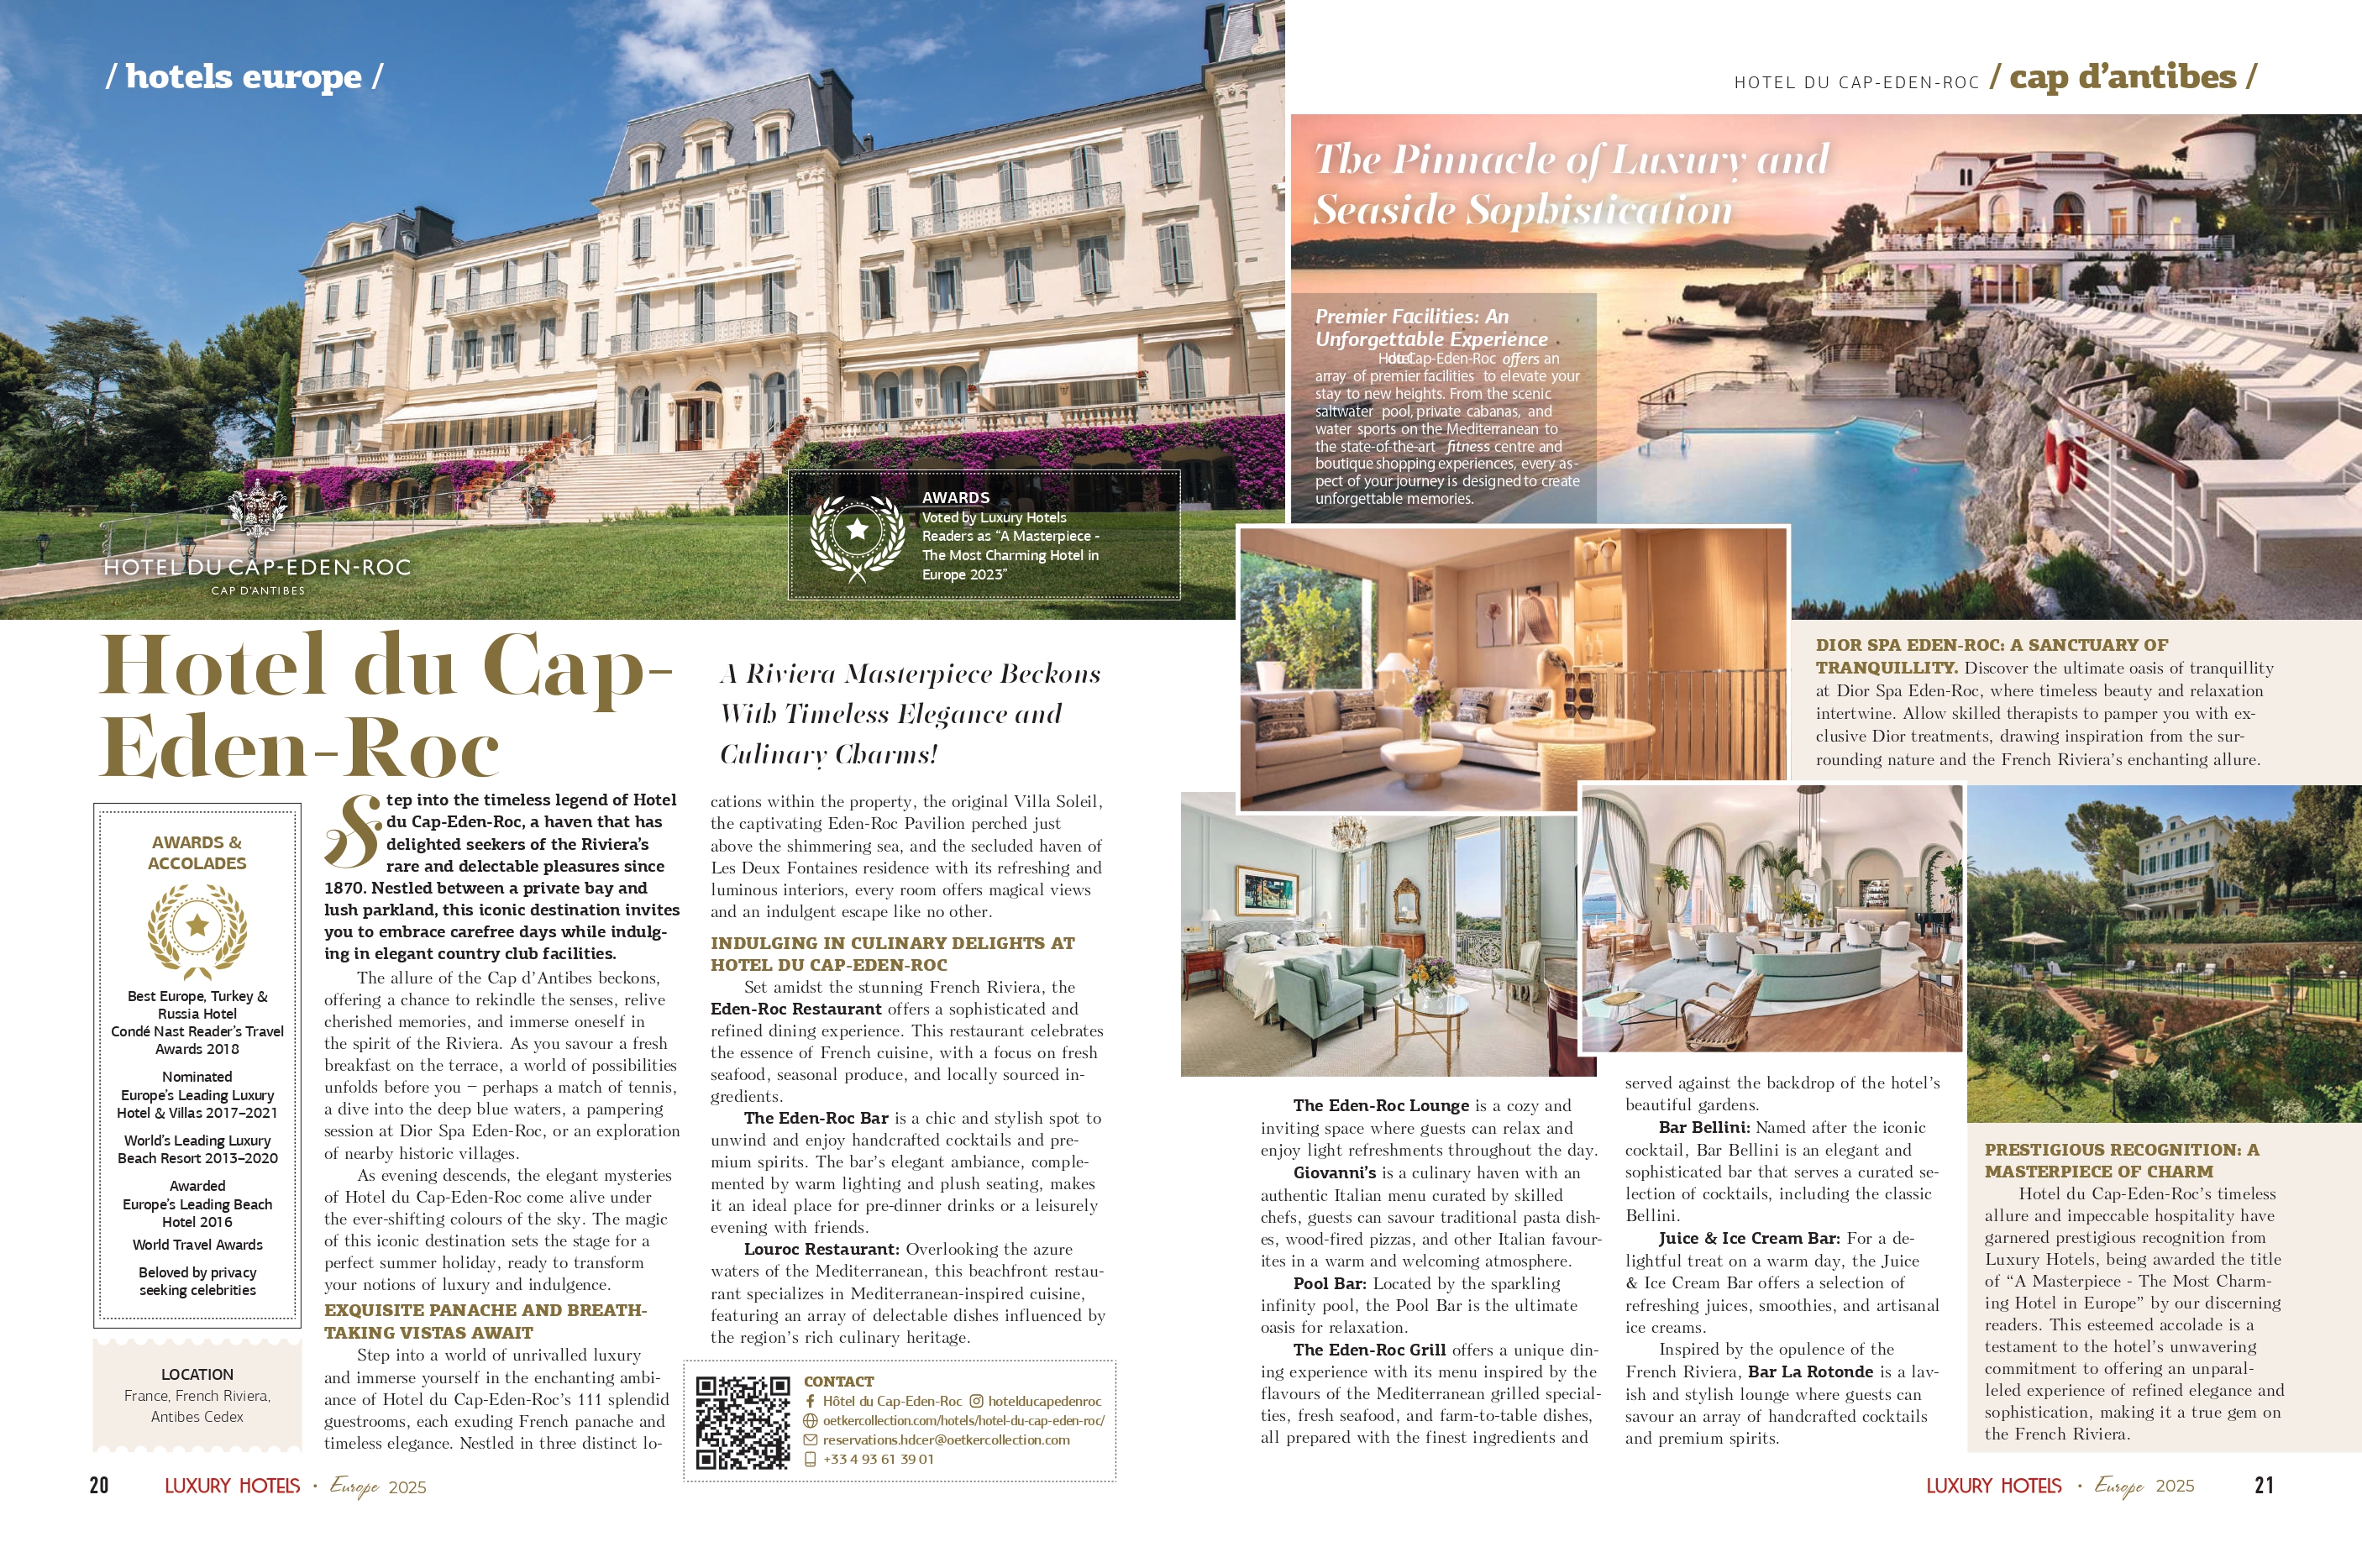 / hotels europe /
HOTEL DU CAP-EDEN-ROC
CAP D'ANTIBES
AWARDS
Voted by Luxury Hotels
Readers as “A Masterpiece -
The Most Charming Hotel in
Europe 2023”
Hotel du Cap-
Eden-Roc
A Riviera Masterpiece Beckons
With Timeless Elegance and
Culinary Charms!
AWARDS &
ACCOLADES
Best Europe, Turkey &
Russia Hotel
Condé Nast Reader’s Travel
Awards 2018
Nominated
Europe’s Leading Luxury
Hotel & Villas 2017–2021
World’s Leading Luxury
Beach Resort 2013–2020
Awarded
Europe’s Leading Beach
Hotel 2016
World Travel Awards
Beloved by privacy
seeking celebrities
LOCATION
France, French Riviera,
Antibes Cedex
Step into the timeless legend of Hotel
du Cap-Eden-Roc, a haven that has
delighted seekers of the Riviera’s
rare and delectable pleasures since
1870. Nestled between a private bay and
lush parkland, this iconic destination invites
you to embrace carefree days while indulg-
ing in elegant country club facilities.
The allure of the Cap d’Antibes beckons,
offering a chance to rekindle the senses, relive
cherished memories, and immerse oneself in
the spirit of the Riviera. As you savour a fresh
breakfast on the terrace, a world of possibilities
unfolds before you – perhaps a match of tennis,
a dive into the deep blue waters, a pampering
session at Dior Spa Eden-Roc, or an exploration
of nearby historic villages.
As evening descends, the elegant mysteries
of Hotel du Cap-Eden-Roc come alive under
the ever-shifting colours of the sky. The magic
of this iconic destination sets the stage for a
perfect summer holiday, ready to transform
your notions of luxury and indulgence.
EXQUISITE PANACHE AND BREATH-
TAKING VISTAS AWAIT
Step into a world of unrivalled luxury
and immerse yourself in the enchanting ambi-
ance of Hotel du Cap-Eden-Roc’s 111 splendid
guestrooms, each exuding French panache and
timeless elegance. Nestled in three distinct lo-
cations within the property, the original Villa Soleil,
the captivating Eden-Roc Pavilion perched just
above the shimmering sea, and the secluded haven of
Les Deux Fontaines residence with its refreshing and
luminous interiors, every room offers magical views
and an indulgent escape like no other.
INDULGING IN CULINARY DELIGHTS AT
HOTEL DU CAP-EDEN-ROC
Set amidst the stunning French Riviera, the
Eden-Roc Restaurant offers a sophisticated and
refined dining experience. This restaurant celebrates
the essence of French cuisine, with a focus on fresh
seafood, seasonal produce, and locally sourced in-
gredients.
The Eden-Roc Bar is a chic and stylish spot to
unwind and enjoy handcrafted cocktails and pre-
mium spirits. The bar’s elegant ambiance, comple-
mented by warm lighting and plush seating, makes
it an ideal place for pre-dinner drinks or a leisurely
evening with friends.
Louroc Restaurant: Overlooking the azure
waters of the Mediterranean, this beachfront restau-
rant specializes in Mediterranean-inspired cuisine,
featuring an array of delectable dishes influenced by
the region’s rich culinary heritage.
CONTACT
Hôtel du Cap-Eden-Roc hotelducapedenroc
oetkercollection.com/hotels/hotel-du-cap-eden-roc/
reservations.hdcer@oetkercollection.com
+33 4 93 61 39 01
20 LUXURY HOTELS • Europe 2025
HOTEL DU CAP-EDEN-ROC / cap d’antibes /
The Pinnacle of Luxury and
Seaside Sophistication
Premier Facilities: An
Unforgettable Experience
Hotel du Cap-Eden-Roc offers an
array of premier facilities to elevate your
stay to new heights. From the scenic
saltwater pool, private cabanas, and
water sports on the Mediterranean to
the state-of-the-art fitness centre and
boutique shopping experiences, every as-
pect of your journey is designed to create
unforgettable memories.
DIOR SPA EDEN-ROC: A SANCTUARY OF
TRANQUILLITY. Discover the ultimate oasis of tranquillity
at Dior Spa Eden-Roc, where timeless beauty and relaxation
intertwine. Allow skilled therapists to pamper you with ex-
clusive Dior treatments, drawing inspiration from the sur-
rounding nature and the French Riviera’s enchanting allure.
The Eden-Roc Lounge is a cozy and
inviting space where guests can relax and
enjoy light refreshments throughout the day.
Giovanni’s is a culinary haven with an
authentic Italian menu curated by skilled
chefs, guests can savour traditional pasta dish-
es, wood-fired pizzas, and other Italian favour-
ites in a warm and welcoming atmosphere.
Pool Bar: Located by the sparkling
infinity pool, the Pool Bar is the ultimate
oasis for relaxation.
The Eden-Roc Grill offers a unique din-
ing experience with its menu inspired by the
flavours of the Mediterranean grilled special-
ties, fresh seafood, and farm-to-table dishes,
all prepared with the finest ingredients and
served against the backdrop of the hotel’s
beautiful gardens.
Bar Bellini: Named after the iconic
cocktail, Bar Bellini is an elegant and
sophisticated bar that serves a curated se-
lection of cocktails, including the classic
Bellini.
Juice & Ice Cream Bar: For a de-
lightful treat on a warm day, the Juice
& Ice Cream Bar offers a selection of
refreshing juices, smoothies, and artisanal
ice creams.
Inspired by the opulence of the
French Riviera, Bar La Rotonde is a lav-
ish and stylish lounge where guests can
savour an array of handcrafted cocktails
and premium spirits.
PRESTIGIOUS RECOGNITION: A
MASTERPIECE OF CHARM
Hotel du Cap-Eden-Roc’s timeless
allure and impeccable hospitality have
garnered prestigious recognition from
Luxury Hotels, being awarded the title
of “A Masterpiece - The Most Charm-
ing Hotel in Europe” by our discerning
readers. This esteemed accolade is a
testament to the hotel’s unwavering
commitment to offering an unparal-
leled experience of refined elegance and
sophistication, making it a true gem on
the French Riviera.
LUXURY HOTELS • Europe 2025 21